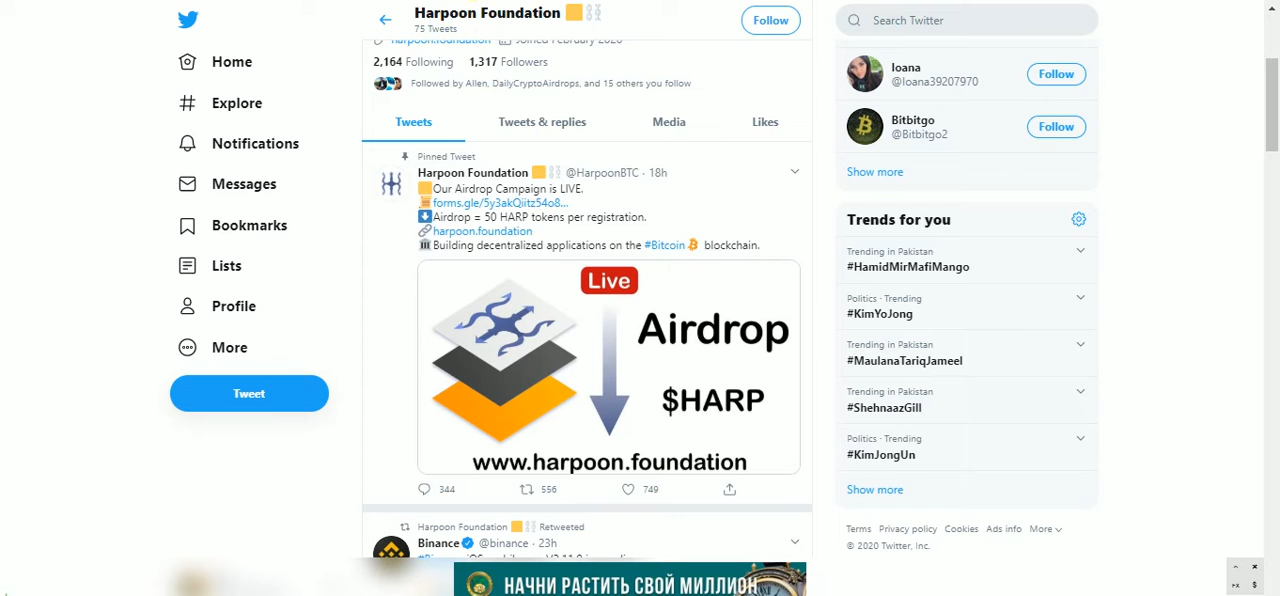 Harpoon Foundation
75 Tweets
Follow
Search Twitter
harpoon.foundation Joined February 2020
2,164 Following 1,317 Followers
Followed by Allen, DailyCryptoAirdrops, and 15 others you follow
Tweets Tweets & replies Media Likes
Home
Explore
Notifications
Messages
Bookmarks
Lists
Profile
More
Tweet
Pinned Tweet
Harpoon Foundation @HarpoonBTC · 18h
Our Airdrop Campaign is LIVE.
forms.gle/5y3akQiitz54o8...
Airdrop = 50 HARP tokens per registration.
harpoon.foundation
Building decentralized applications on the #Bitcoin blockchain.
Live
Airdrop
$HARP
www.harpoon.foundation
344 556 749
Harpoon Foundation Retweeted
Binance @binance · 23h
НАЧНИ РАСТИТЬ СВОЙ МИЛЛИОН
Ioana
@Ioana39207970
Follow
Bitbitgo
@Bitbitgo2
Follow
Show more
Trends for you
Trending in Pakistan
#HamidMirMafiMango
Politics · Trending
#KimYoJong
Trending in Pakistan
#MaulanaTariqJameel
Trending in Pakistan
#ShehnaazGill
Politics · Trending
#KimJongUn
Show more
Terms Privacy policy Cookies Ads info More
© 2020 Twitter, Inc.
FX $